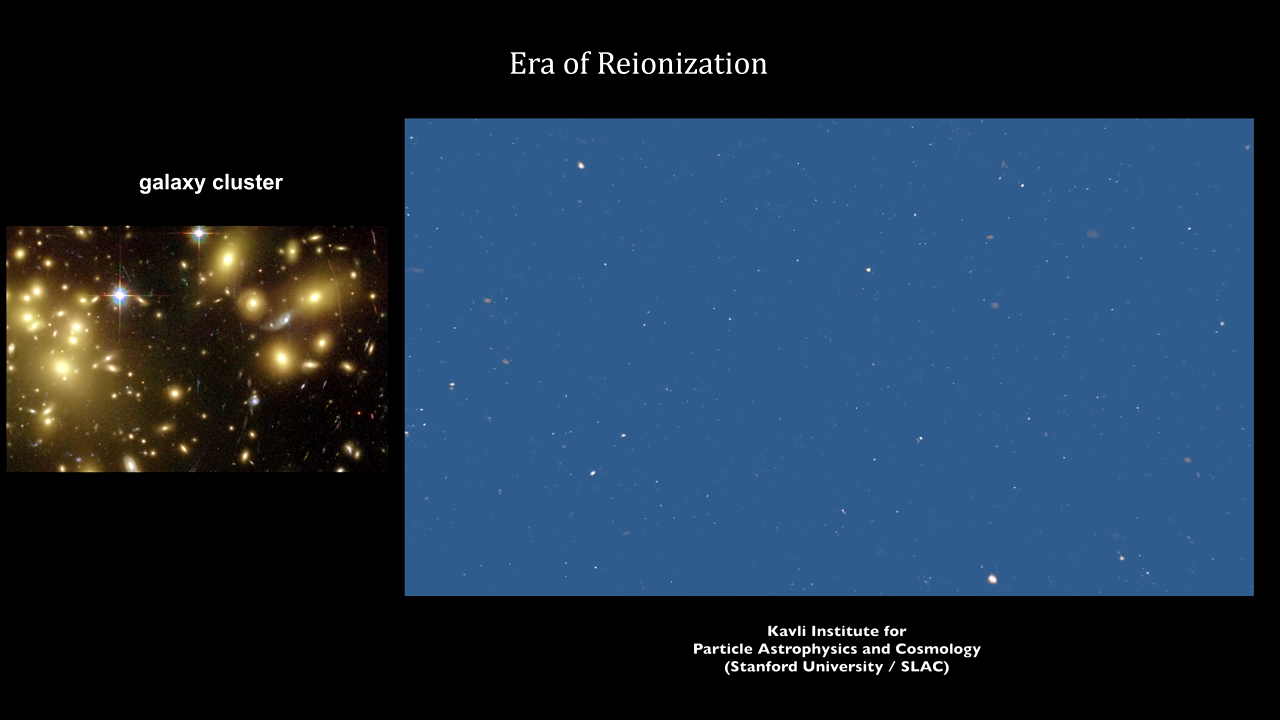 Era of Reionization
galaxy cluster
Kavli Institute for
Particle Astrophysics and Cosmology
(Stanford University / SLAC)